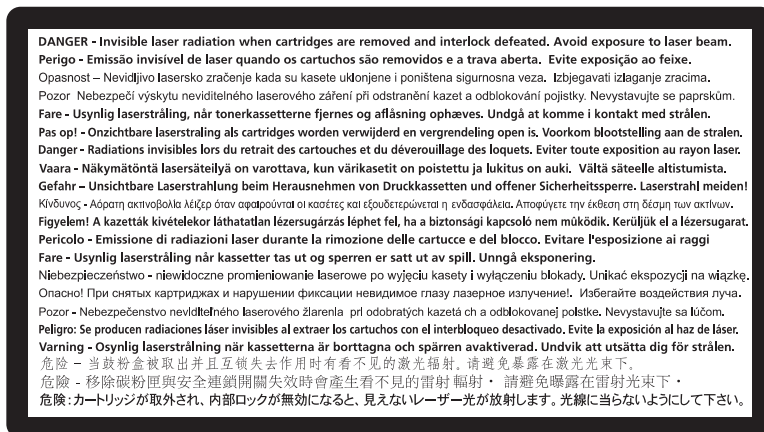 DANGER - Invisible laser radiation when cartridges are removed and interlock defeated. Avoid exposure to laser beam.
Perigo - Emissão invisível de laser quando os cartuchos são removidos e a trava aberta. Evite exposição ao feixe.
Opasnost – Nevidljivo lasersko zračenje kada su kasete uklonjene i poništena sigurnosna veza. Izbjegavati izlaganje zracima.
Pozor Nebezpečí výskytu neviditelného laserového záření při odstranění kazet a odblokování pojistky. Nevystavujte se paprskům.
Fare - Usynlig laserstråling, når tonerkassetterne fjernes og aflåsning ophæves. Undgå at komme i kontakt med strålen.
Pas op! - Onzichtbare laserstraling als cartridges worden verwijderd en vergrendeling open is. Voorkom blootstelling aan de stralen.
Danger - Radiations invisibles lors du retrait des cartouches et du déverouillage des loquets. Eviter toute exposition au rayon laser.
Vaara - Näkymätöntä lasersäteilyä on varottava, kun värikasetit on poistettu ja lukitus on auki. Vältä säteelle altistumista.
Gefahr - Unsichtbare Laserstrahlung beim Herausnehmen von Druckkassetten und offener Sicherheitssperre. Laserstrahl meiden!
Κίνδυνος - Αόρατη ακτινοβολία λέιζερ όταν αφαιρούνται οι κασέτες και εξουδετερώνεται η ενδασφάλεια. Αποφύγετε την έκθεση στη δέσμη των ακτίνων.
Figyelem! A kazetták kivételekor láthatatlan lézersugárzás léphet fel, ha a biztonsági kapcsoló nem működik. Kerüljük el a lézersugarat.
Pericolo - Emissione di radiazioni laser durante la rimozione delle cartucce e del blocco. Evitare l'esposizione ai raggi
Fare - Usynlig laserstråling når kassetter tas ut og sperren er satt ut av spill. Unngå eksponering.
Niebezpieczeństwo - niewidoczne promieniowanie laserowe po wyjęciu kasety i wyłączeniu blokady. Unikać ekspozycji na wiązkę.
Опасно! При снятых картриджах и нарушении фиксации невидимое глазу лазерное излучение!. Избегайте воздействия луча.
Pozor - Nebezpečenstvo neviditeľného laserového žiarenia pri odobratých kazetá ch a odblokovanej poistke. Nevystavujte sa lúčom.
Peligro: Se producen radiaciones láser invisibles al extraer los cartuchos con el interbloqueo desactivado. Evite la exposición al haz de láser.
Varning - Osynlig laserstrålning när kassetterna är borttagna och spärren avaktiverad. Undvik att utsätta dig för strålen.
危险 - 当鼓粉盒被取出并且互锁失去作用时有看不见的激光辐射。请避免暴露在激光光束下。
危險 - 移除碳粉匣與安全連鎖開關失效時會產生看不見的雷射 輻射・ 請避免曝露在雷射光束下・
危険：カートリッジが取外され、内部ロックが無効になると、見えないレーザー光が放射します。光線に当らないようにして下さい。